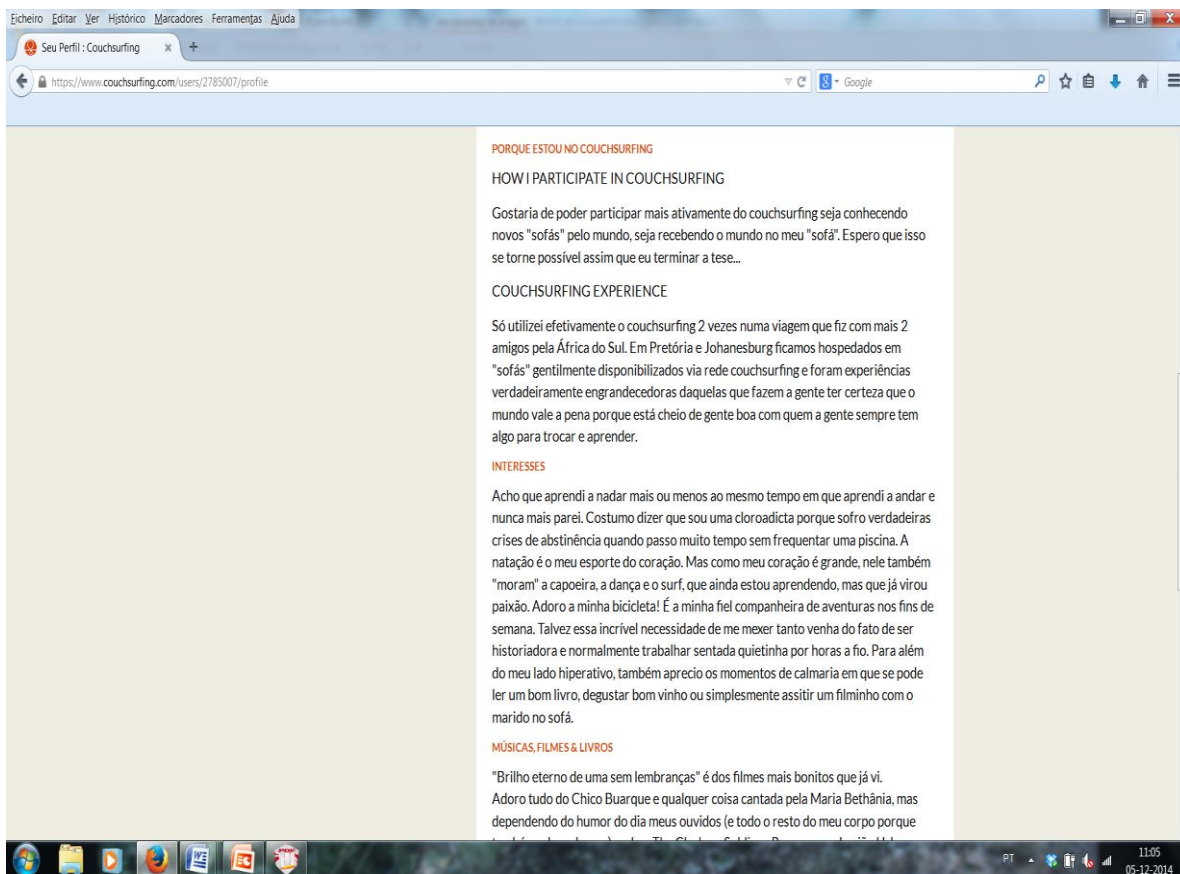 Ficheiro Editar Ver Histórico Marcadores Ferramentas Ajuda
Seu Perfil : Couchsurfing
https://www.couchsurfing.com/users/2785007/profile
Google
PORQUE ESTOU NO COUCHSURFING
HOW I PARTICIPATE IN COUCHSURFING
Gostaria de poder participar mais ativamente do couchsurfing seja conhecendo
novos "sofás" pelo mundo, seja recebendo o mundo no meu "sofá". Espero que isso
se torne possível assim que eu terminar a tese...
COUCHSURFING EXPERIENCE
Só utilizei efetivamente o couchsurfing 2 vezes numa viagem que fiz com mais 2
amigos pela África do Sul. Em Pretória e Johanesburg ficamos hospedados em
"sofás" gentilmente disponibilizados via rede couchsurfing e foram experiências
verdadeiramente engrandecedoras daquelas que fazem a gente ter certeza que o
mundo vale a pena porque está cheio de gente boa com quem a gente sempre tem
algo para trocar e aprender.
INTERESSES
Acho que aprendi a nadar mais ou menos ao mesmo tempo em que aprendi a andar e
nunca mais parei. Costumo dizer que sou uma cloroadicta porque sofro verdadeiras
crises de abstinência quando passo muito tempo sem frequentar uma piscina. A
natação é o meu esporte do coração. Mas como meu coração é grande, nele também
"moram" a capoeira, a dança e o surf, que ainda estou aprendendo, mas que já virou
paixão. Adoro a minha bicicleta! É a minha fiel companheira de aventuras nos fins de
semana. Talvez essa incrível necessidade de me mexer tanto venha do fato de ser
historiadora e normalmente trabalhar sentada quietinha por horas a fio. Para além
do meu lado hiperativo, também aprecio os momentos de calmaria em que se pode
ler um bom livro, degustar bom vinho ou simplesmente assitir um filminho com o
marido no sofá.
MÚSICAS, FILMES & LIVROS
"Brilho eterno de uma sem lembranças" é dos filmes mais bonitos que já vi.
Adoro tudo do Chico Buarque e qualquer coisa cantada pela Maria Bethânia, mas
dependendo do humor do dia meus ouvidos (e todo o resto do meu corpo porque
PT
11:05
05-12-2014